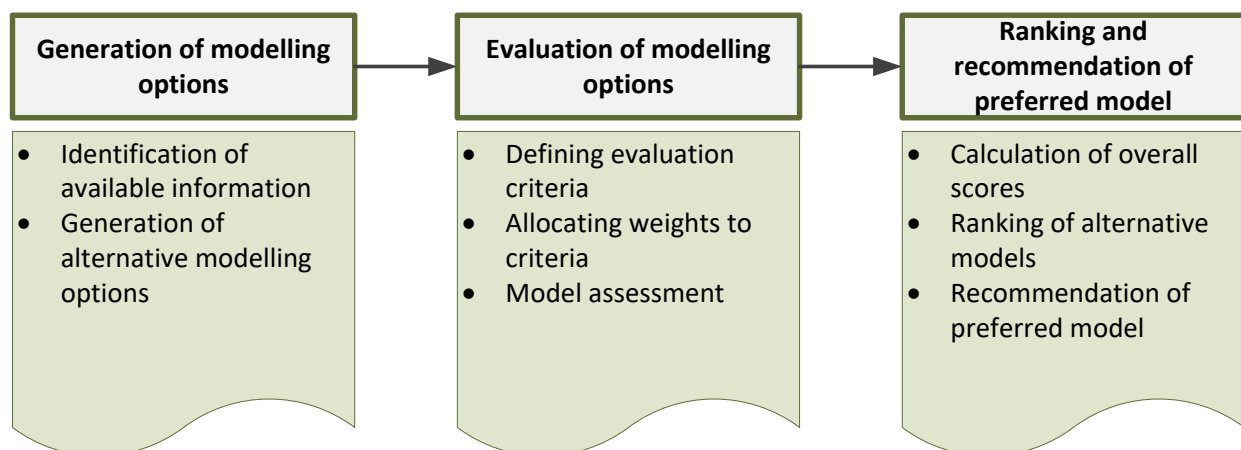 Generation of modelling
options
• Identification of
available information
• Generation of
alternative modelling
options
Evaluation of modelling
options
• Defining evaluation
criteria
• Allocating weights to
criteria
• Model assessment
Ranking and
recommendation of
preferred model
• Calculation of overall
scores
• Ranking of alternative
models
• Recommendation of
preferred model